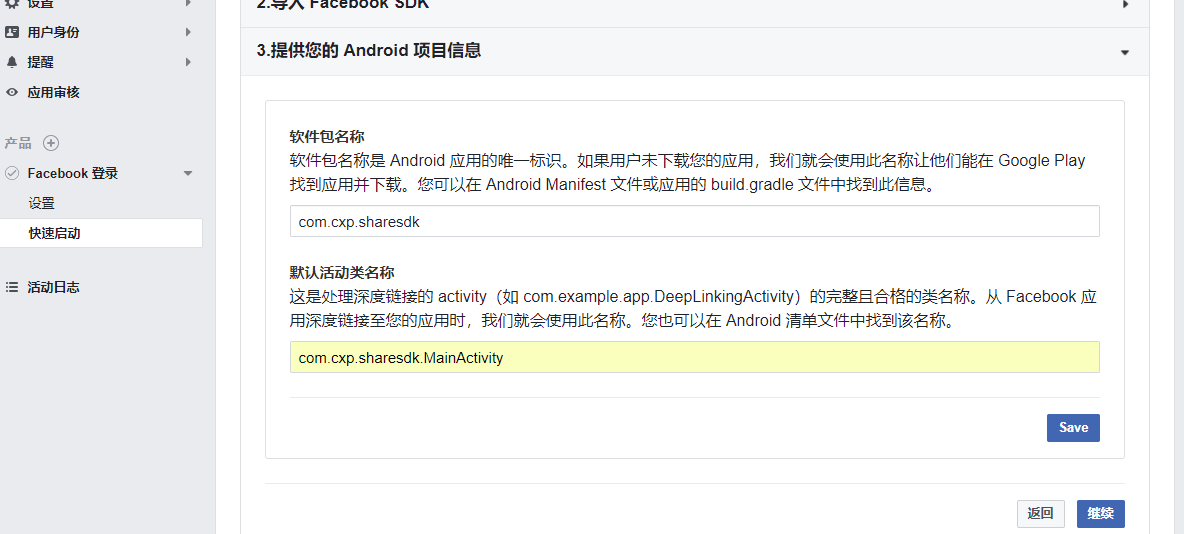 设置
用户身份
提醒
应用审核
产品
Facebook 登录
设置
快速启动
活动日志
2.导入 Facebook SDK
3.提供您的 Android 项目信息
软件包名称
软件包名称是 Android 应用的唯一标识。如果用户未下载您的应用，我们就会使用此名称让他们能在 Google Play
找到应用并下载。您可以在 Android Manifest 文件或应用的 build.gradle 文件中找到此信息。
com.cxp.sharesdk
默认活动类名称
这是处理深度链接的 activity（如 com.example.app.DeepLinkingActivity）的完整且合格的类名称。从 Facebook 应
用深度链接至您的应用时，我们就会使用此名称。您也可以在 Android 清单文件中找到该名称。
com.cxp.sharesdk.MainActivity
Save
返回
继续